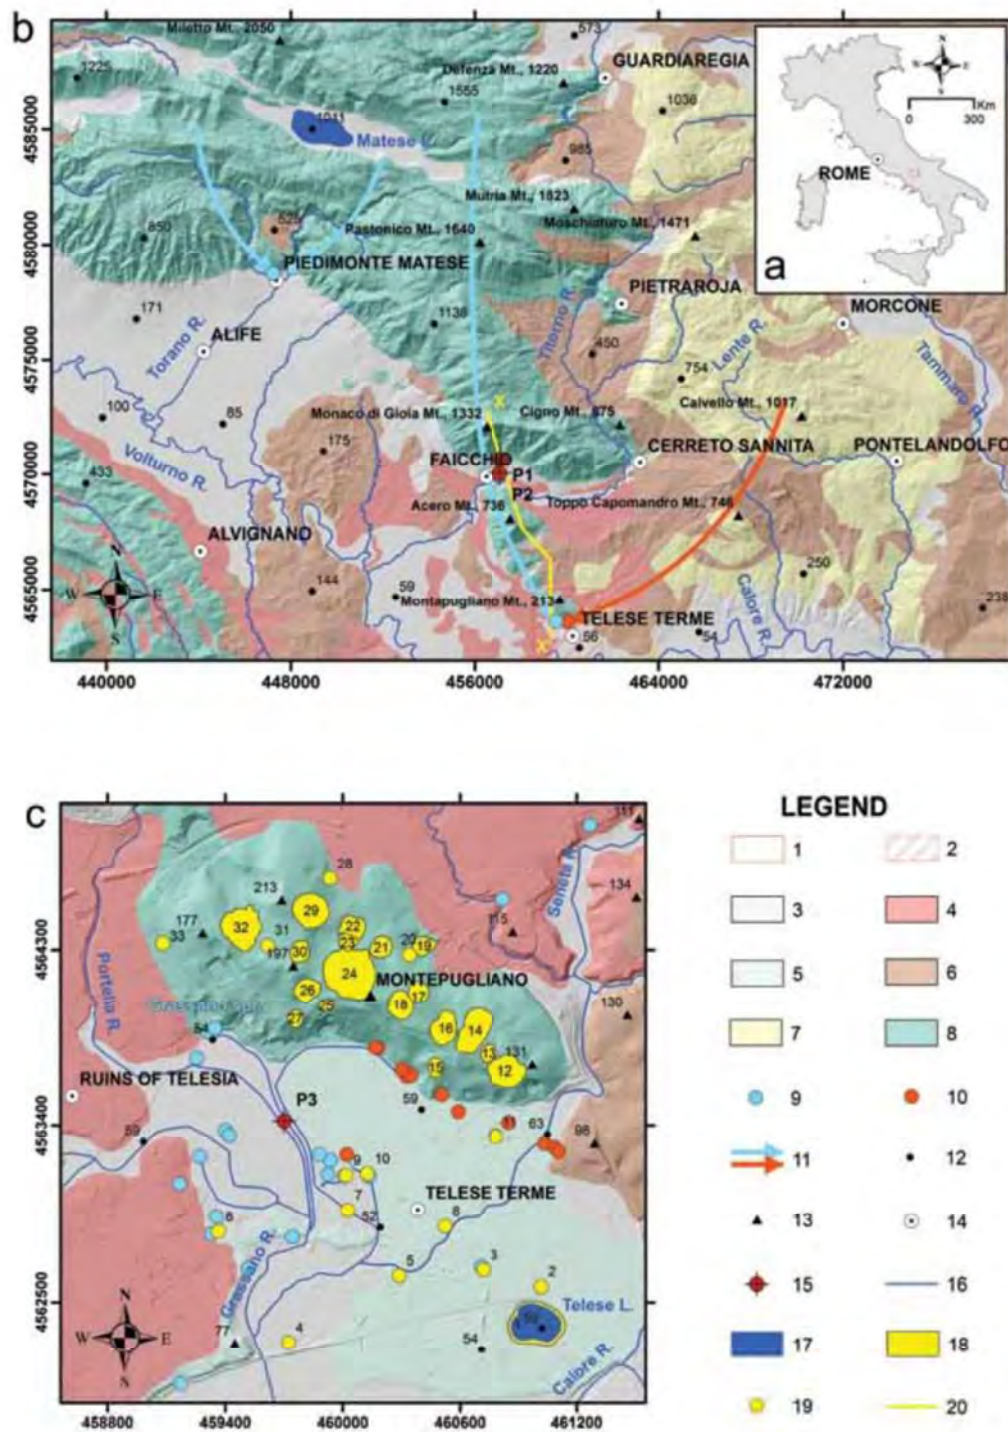 b
Miletto Mt., 2050
573
1225
Defenza Mt., 1220
GUARDIAREGIA
1555
1036
1011
Matese L.
985
Mutria Mt., 1823
Moschiaturo Mt., 1471
850
528
Pastonico Mt., 1640
PIEDIMONTE MATESE
PIETRAROJA
MORCONE
171
ALIFE
Torano R.
1138
Titorno R.
450
754
Lente R.
Tammaro R.
Calvello Mt., 1017
100
85
Monaco di Gioia Mt., 1332
X
Cigno Mt., 675
175
CERRETO SANNITA
PONTELANDOLFO
433
Volturno R.
FAICCHIO
P1
P2
Acero Mt., 736
Toppo Capomandro Mt., 748
ALVIGNANO
144
59
Montapugliano Mt., 213
250
238
Calore R.
TELESE TERME
56
54
X'
N
W
E
S
4585000
4580000
4575000
4570000
4565000
440000
448000
456000
464000
472000
N
W
E
S
0
300
Km
ROME
a
c
111
Seneta R.
28
213
29
134
177
32
22
115
31
33
23
20
19
197
30
21
24
MONTEPUGLIANO
Portella R.
26
17
18
25
130
27
16
14
54
13
131
12
15
RUINS OF TELESIA
P3
59
11
63
98
59
9
10
TELESE TERME
7
52
8
6
5
3
2
Grassano R.
Telese L.
77
4
54
Calore R.
N
W
E
S
4564300
4563400
4562500
458800
459400
460000
460600
461200
LEGEND
1
2
3
4
5
6
7
8
9
10
11
12
13
14
15
16
17
18
19
20